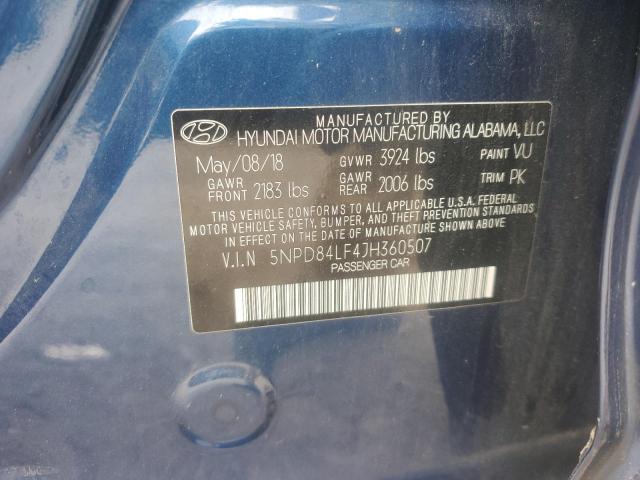 MANUFACTURED BY
HYUNDAI MOTOR MANUFACTURING ALABAMA, LLC
May/08/18 GVWR 3924 lbs PAINT VU
GAWR FRONT 2183 lbs GAWR REAR 2006 lbs TRIM PK
THIS VEHICLE CONFORMS TO ALL APPLICABLE U.S.A. FEDERAL
MOTOR VEHICLE SAFETY, BUMPER, AND THEFT PREVENTION STANDARDS
IN EFFECT ON THE DATE OF MANUFACTURE SHOWN ABOVE.
V.I.N 5NPD84LF4JH360507
PASSENGER CAR